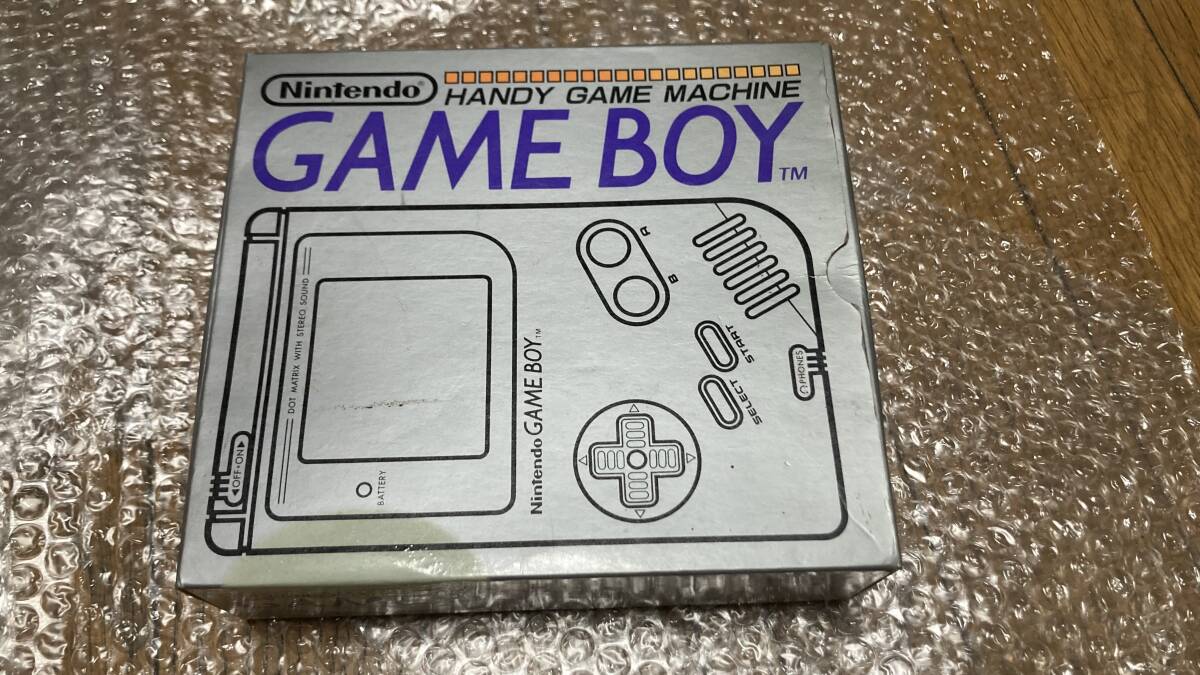 Nintendo®
HANDY GAME MACHINE
GAME BOY™
DOT MATRIX WITH STEREO SOUND
BATTERY
◁OFF•ON▷
Nintendo GAME BOY™
A
B
START
SELECT
PHONES